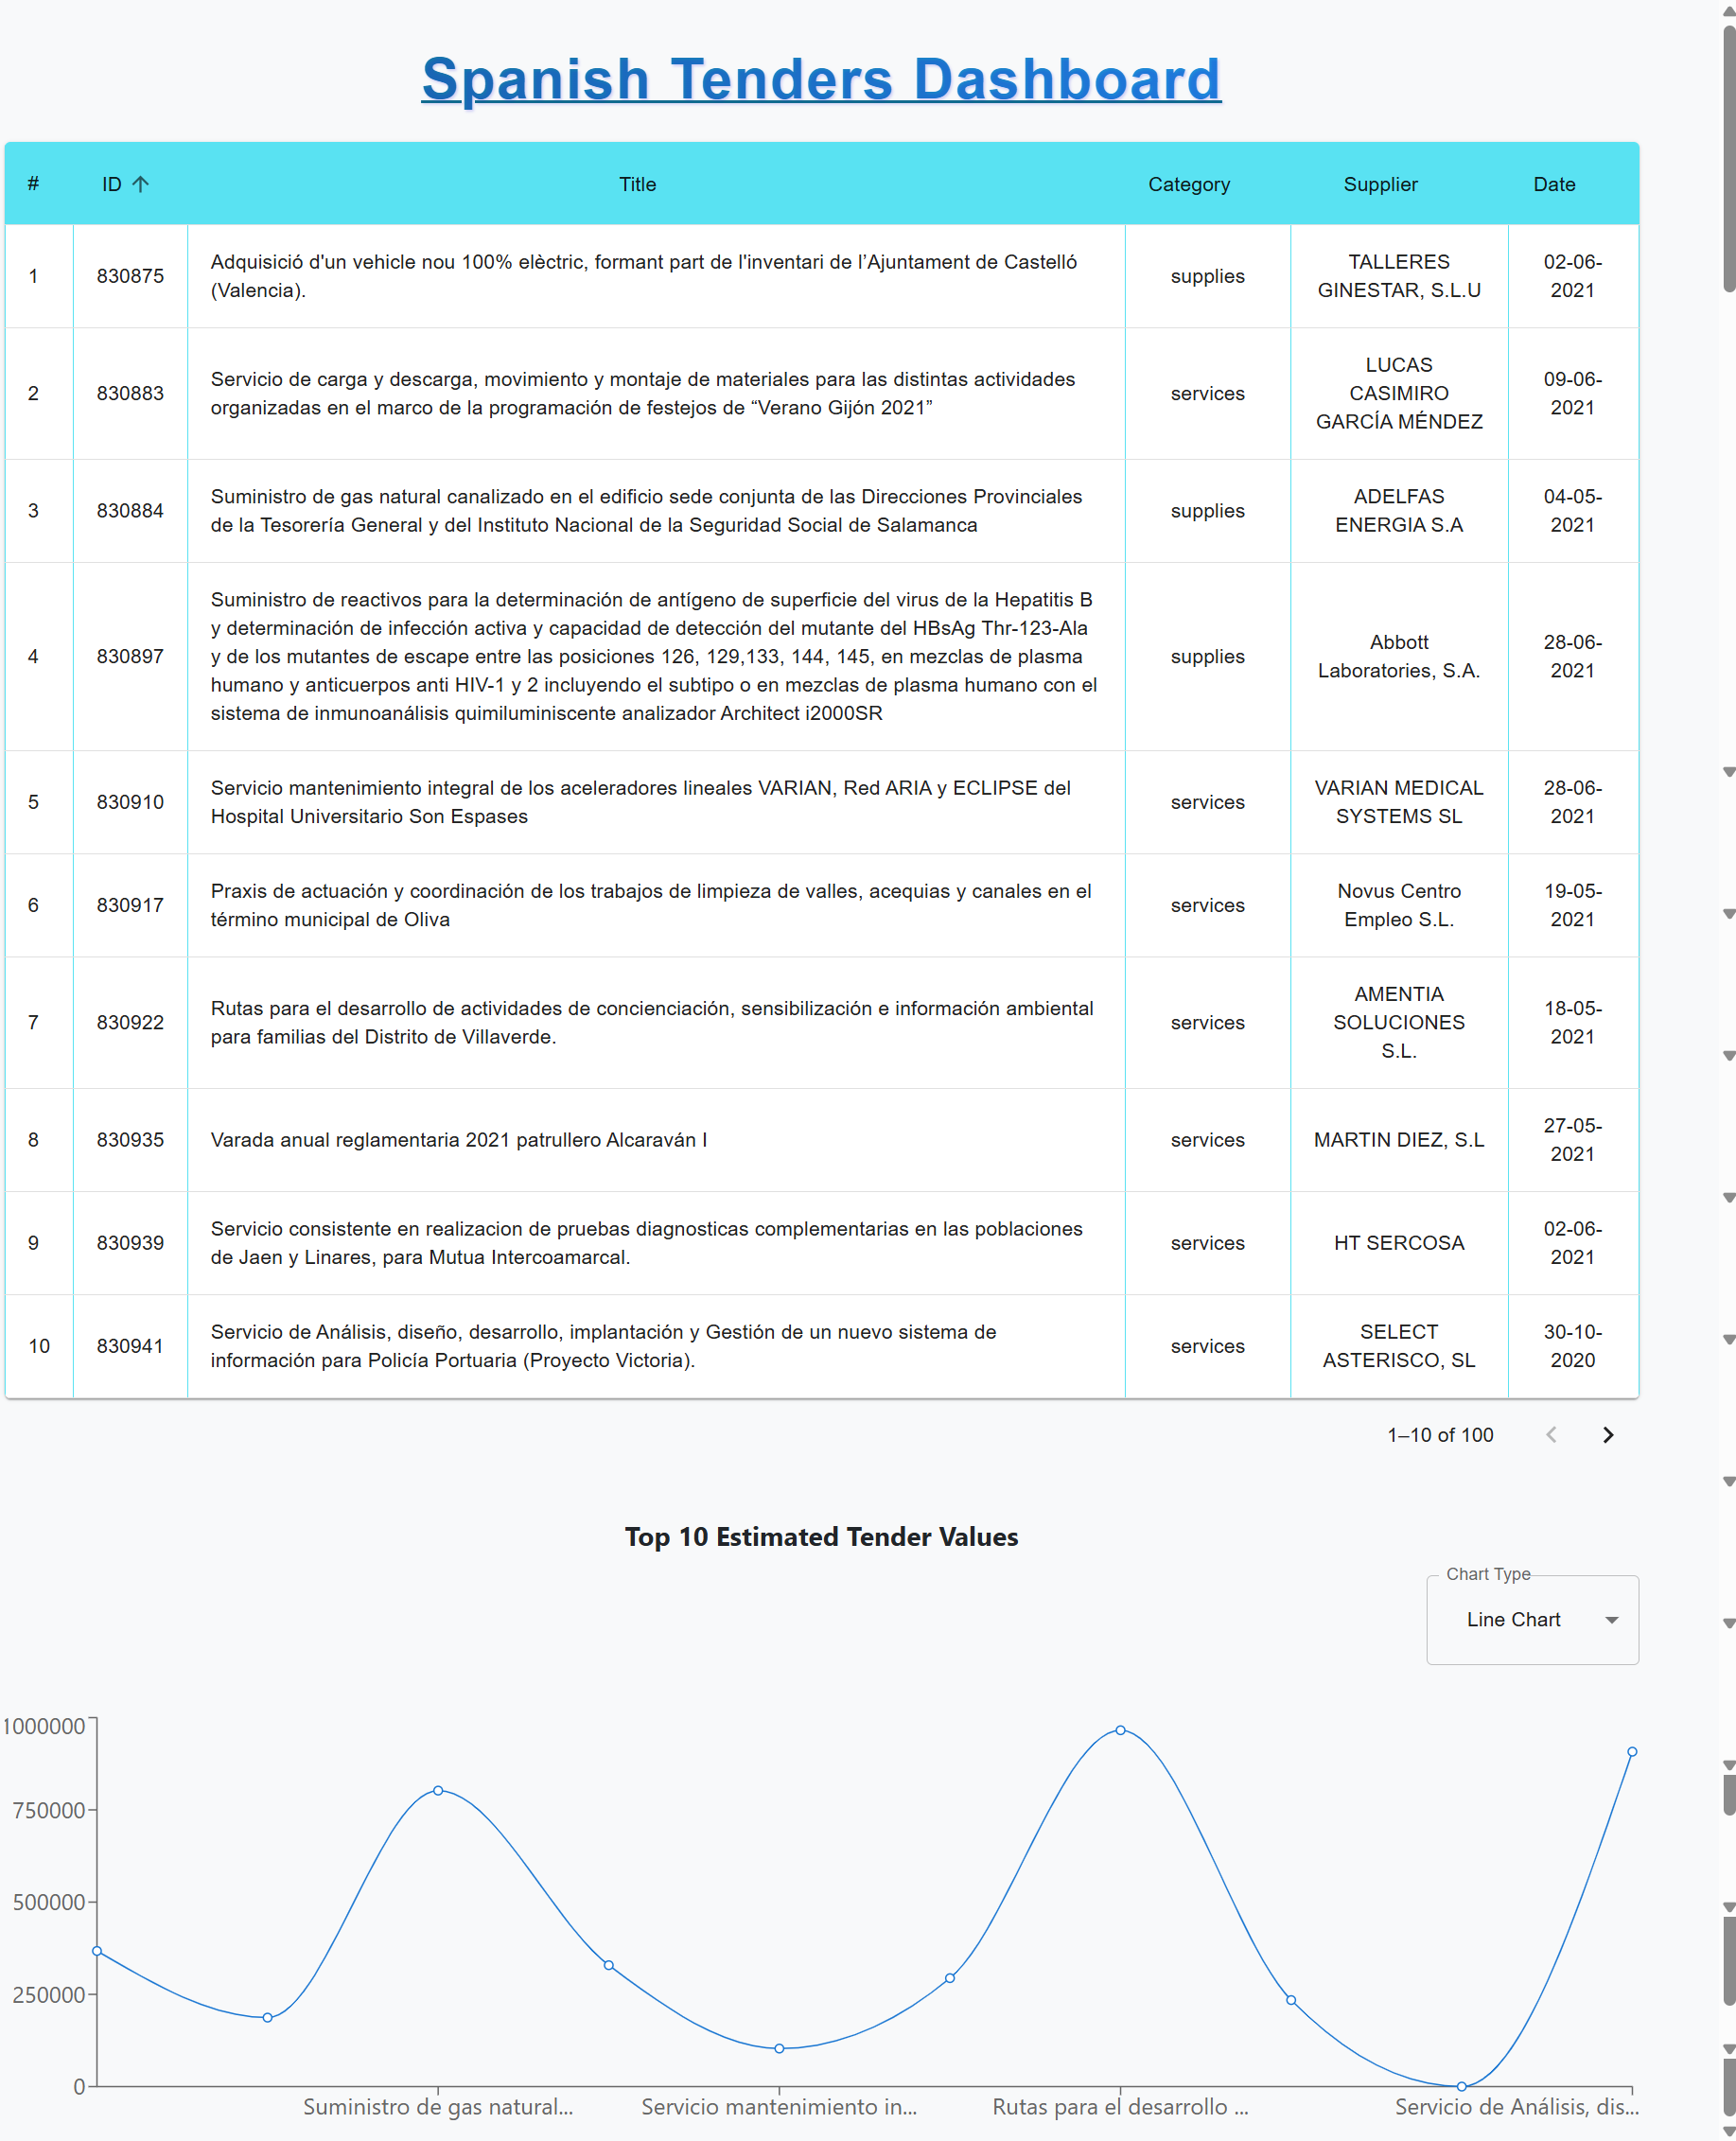 Spanish Tenders Dashboard
# ID Title Category Supplier Date
1 830875 Adquisició d'un vehicle nou 100% elèctric, formant part de l'inventari de l’Ajuntament de Castelló (Valencia). supplies TALLERES GINESTAR, S.L.U 02-06-2021
2 830883 Servicio de carga y descarga, movimiento y montaje de materiales para las distintas actividades organizadas en el marco de la programación de festejos de “Verano Gijón 2021” services LUCAS CASIMIRO GARCÍA MÉNDEZ 09-06-2021
3 830884 Suministro de gas natural canalizado en el edificio sede conjunta de las Direcciones Provinciales de la Tesorería General y del Instituto Nacional de la Seguridad Social de Salamanca supplies ADELFAS ENERGIA S.A 04-05-2021
4 830897 Suministro de reactivos para la determinación de antígeno de superficie del virus de la Hepatitis B y determinación de infección activa y capacidad de detección del mutante del HBsAg Thr-123-Ala y de los mutantes de escape entre las posiciones 126, 129,133, 144, 145, en mezclas de plasma humano y anticuerpos anti HIV-1 y 2 incluyendo el subtipo o en mezclas de plasma humano con el sistema de inmunoanálisis quimiluminiscente analizador Architect i2000SR supplies Abbott Laboratories, S.A. 28-06-2021
5 830910 Servicio mantenimiento integral de los aceleradores lineales VARIAN, Red ARIA y ECLIPSE del Hospital Universitario Son Espases services VARIAN MEDICAL SYSTEMS SL 28-06-2021
6 830917 Praxis de actuación y coordinación de los trabajos de limpieza de valles, acequias y canales en el término municipal de Oliva services Novus Centro Empleo S.L. 19-05-2021
7 830922 Rutas para el desarrollo de actividades de concienciación, sensibilización e información ambiental para familias del Distrito de Villaverde. services AMENTIA SOLUCIONES S.L. 18-05-2021
8 830935 Varada anual reglamentaria 2021 patrullero Alcaraván I services MARTIN DIEZ, S.L 27-05-2021
9 830939 Servicio consistente en realizacion de pruebas diagnosticas complementarias en las poblaciones de Jaen y Linares, para Mutua Intercoamarcal. services HT SERCOSA 02-06-2021
10 830941 Servicio de Análisis, diseño, desarrollo, implantación y Gestión de un nuevo sistema de información para Policía Portuaria (Proyecto Victoria). services SELECT ASTERISCO, SL 30-10-2020
1–10 of 100
Top 10 Estimated Tender Values
Chart Type
Line Chart
1000000
750000
500000
250000
0
Suministro de gas natural... Servicio mantenimiento in... Rutas para el desarrollo ... Servicio de Análisis, dis...